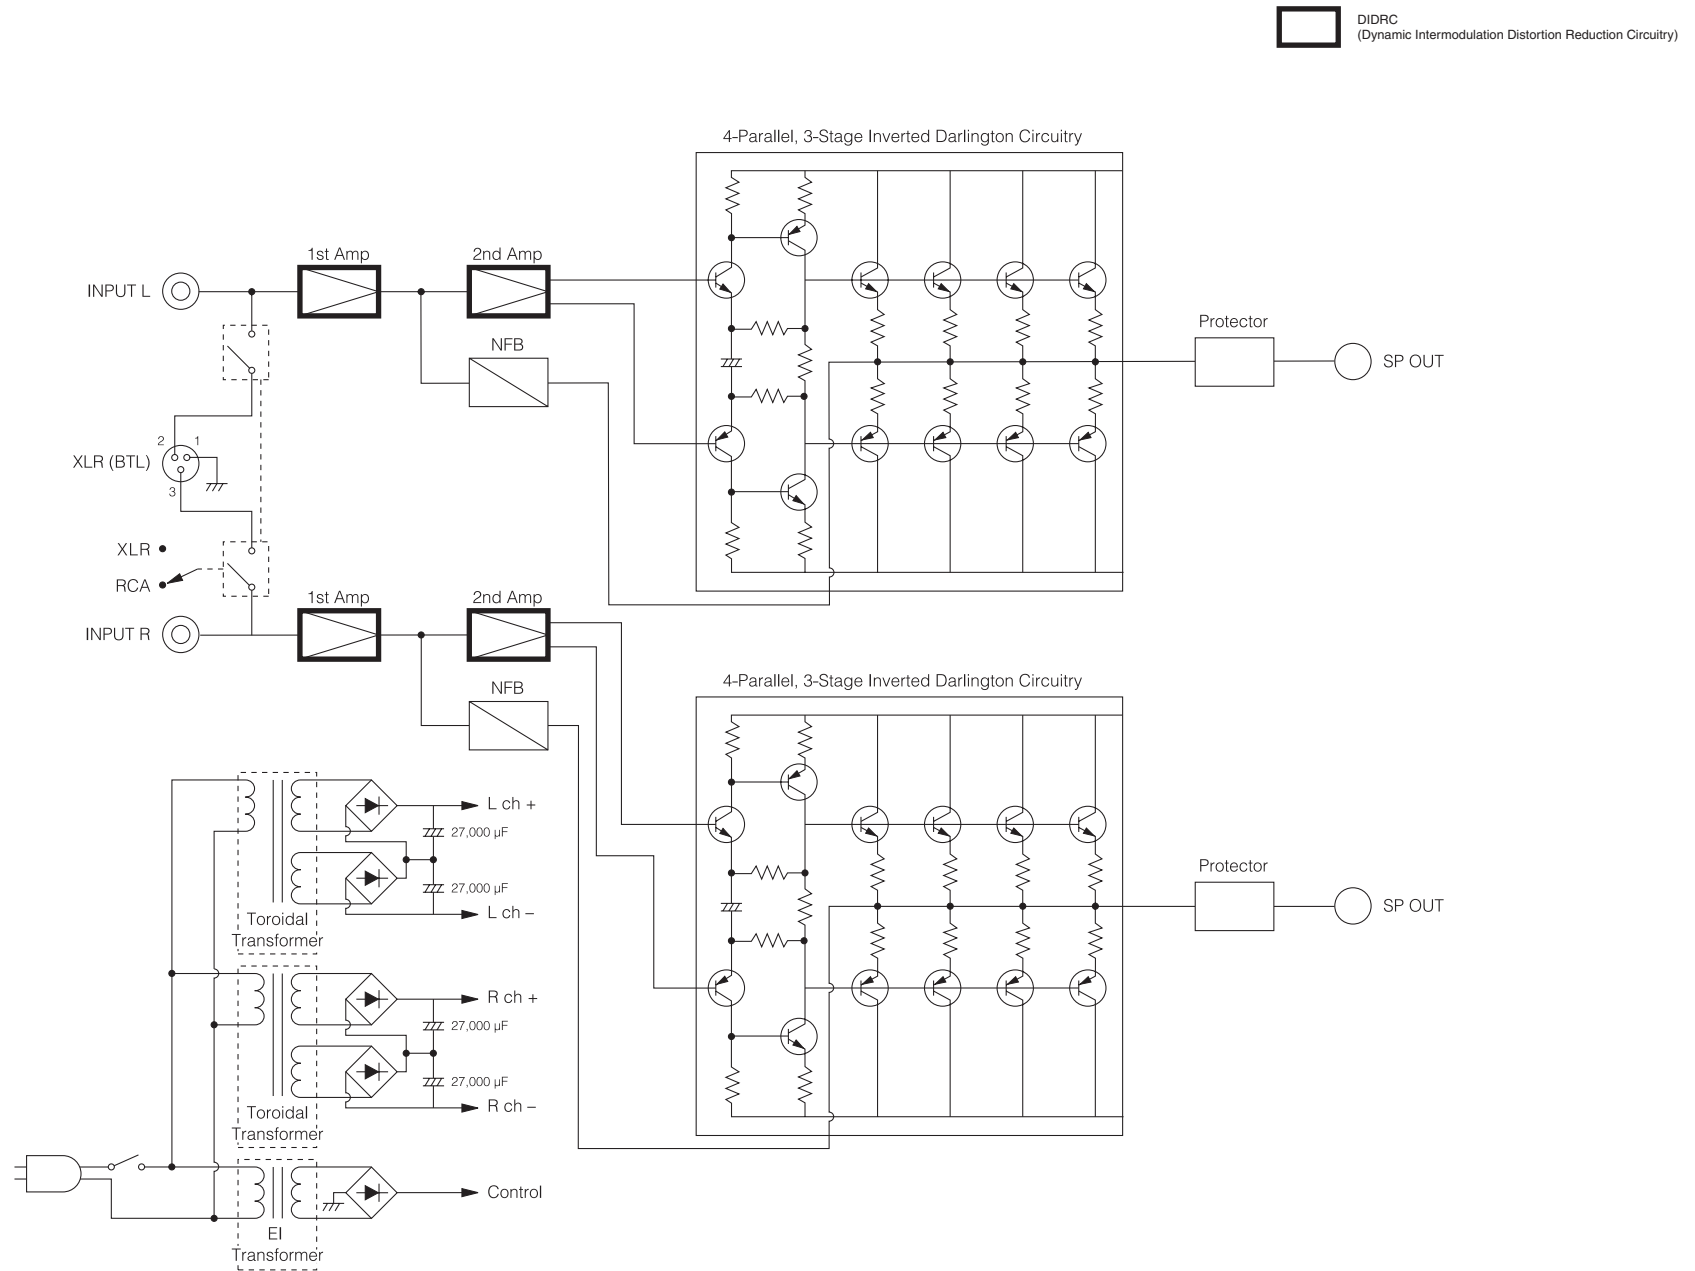 DIDRC
(Dynamic Intermodulation Distortion Reduction Circuitry)
4-Parallel, 3-Stage Inverted Darlington Circuitry
1st Amp
2nd Amp
INPUT L
NFB
Protector
SP OUT
2
1
XLR (BTL)
3
XLR
RCA
1st Amp
2nd Amp
INPUT R
NFB
4-Parallel, 3-Stage Inverted Darlington Circuitry
Protector
SP OUT
L ch +
27,000 µF
27,000 µF
L ch –
Toroidal
Transformer
R ch +
27,000 µF
27,000 µF
R ch –
Toroidal
Transformer
Control
EI
Transformer